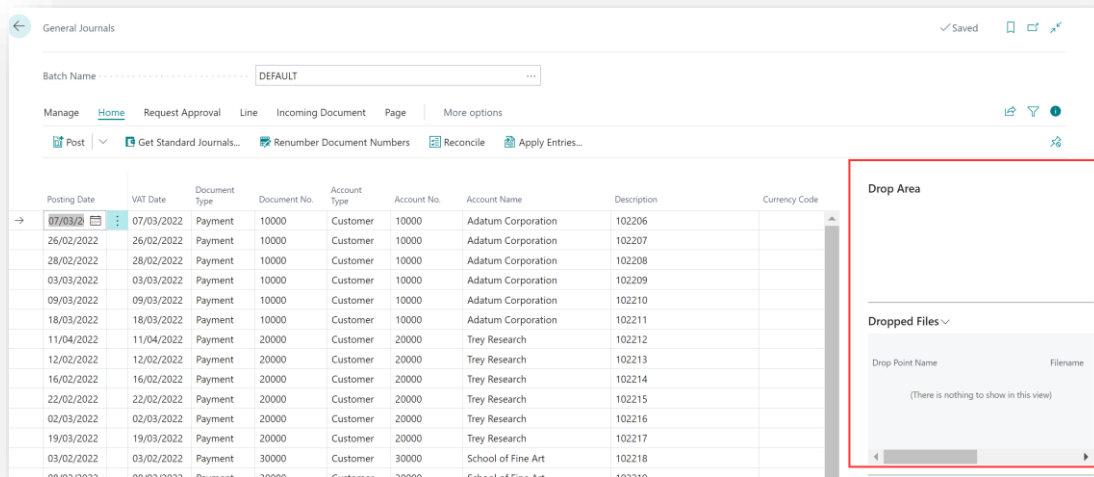 General Journals
Saved
Batch Name
DEFAULT
Manage Home Request Approval Line Incoming Document Page More options
Post Get Standard Journals... Renumber Document Numbers Reconcile Apply Entries...
Posting Date VAT Date Document Type Document No. Account Type Account No. Account Name Description Currency Code
07/03/2 07/03/2022 Payment 10000 Customer 10000 Adatum Corporation 102206
26/02/2022 26/02/2022 Payment 10000 Customer 10000 Adatum Corporation 102207
28/02/2022 28/02/2022 Payment 10000 Customer 10000 Adatum Corporation 102208
03/03/2022 03/03/2022 Payment 10000 Customer 10000 Adatum Corporation 102209
09/03/2022 09/03/2022 Payment 10000 Customer 10000 Adatum Corporation 102210
18/03/2022 18/03/2022 Payment 10000 Customer 10000 Adatum Corporation 102211
11/04/2022 11/04/2022 Payment 20000 Customer 20000 Trey Research 102212
12/02/2022 12/02/2022 Payment 20000 Customer 20000 Trey Research 102213
16/02/2022 16/02/2022 Payment 20000 Customer 20000 Trey Research 102214
22/02/2022 22/02/2022 Payment 20000 Customer 20000 Trey Research 102215
02/03/2022 02/03/2022 Payment 20000 Customer 20000 Trey Research 102216
19/03/2022 19/03/2022 Payment 20000 Customer 20000 Trey Research 102217
03/02/2022 03/02/2022 Payment 30000 Customer 30000 School of Fine Art 102218
Drop Area
Dropped Files
Drop Point Name Filename
(There is nothing to show in this view)